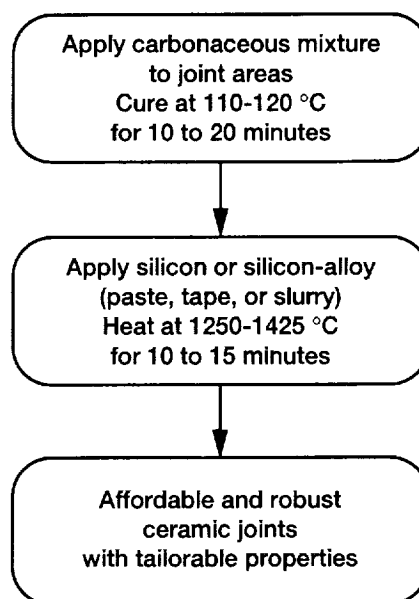 Apply carbonaceous mixture
to joint areas
Cure at 110-120 °C
for 10 to 20 minutes
Apply silicon or silicon-alloy
(paste, tape, or slurry)
Heat at 1250-1425 °C
for 10 to 15 minutes
Affordable and robust
ceramic joints
with tailorable properties